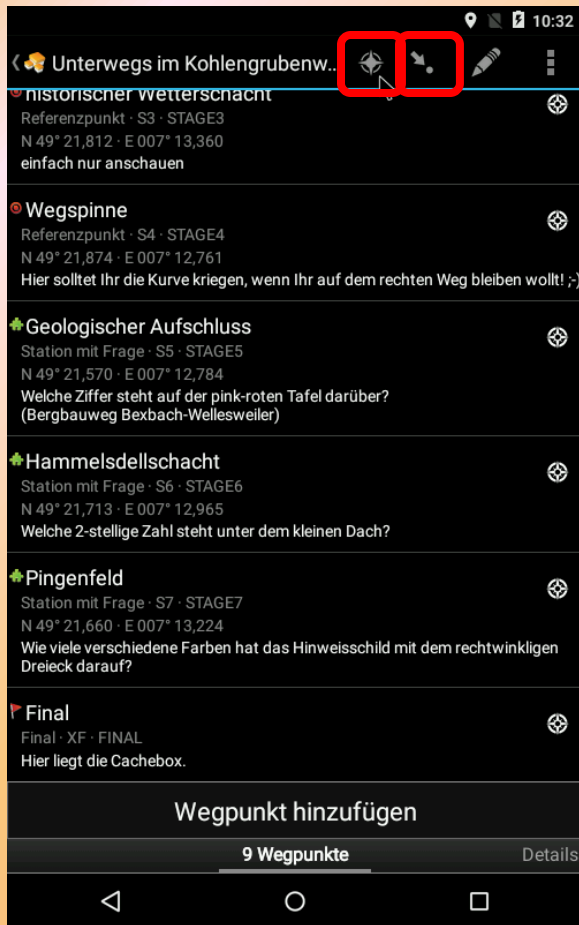 10:32
Unterwegs im Kohlengrubenw..
historischer Wetterschacht
Referenzpunkt · S3 · STAGE3
N 49° 21,812 · E 007° 13,360
einfach nur anschauen
Wegspinne
Referenzpunkt · S4 · STAGE4
N 49° 21,874 · E 007° 12,761
Hier solltet Ihr die Kurve kriegen, wenn Ihr auf dem rechten Weg bleiben wollt! ;-)
Geologischer Aufschluss
Station mit Frage · S5 · STAGE5
N 49° 21,570 · E 007° 12,784
Welche Ziffer steht auf der pink-roten Tafel darüber?
(Bergbauweg Bexbach-Wellesweiler)
Hammelsdellschacht
Station mit Frage · S6 · STAGE6
N 49° 21,713 · E 007° 12,965
Welche 2-stellige Zahl steht unter dem kleinen Dach?
Pingenfeld
Station mit Frage · S7 · STAGE7
N 49° 21,660 · E 007° 13,224
Wie viele verschiedene Farben hat das Hinweisschild mit dem rechtwinkligen
Dreieck darauf?
Final
Final · XF · FINAL
Hier liegt die Cachebox.
Wegpunkt hinzufügen
9 Wegpunkte
Details